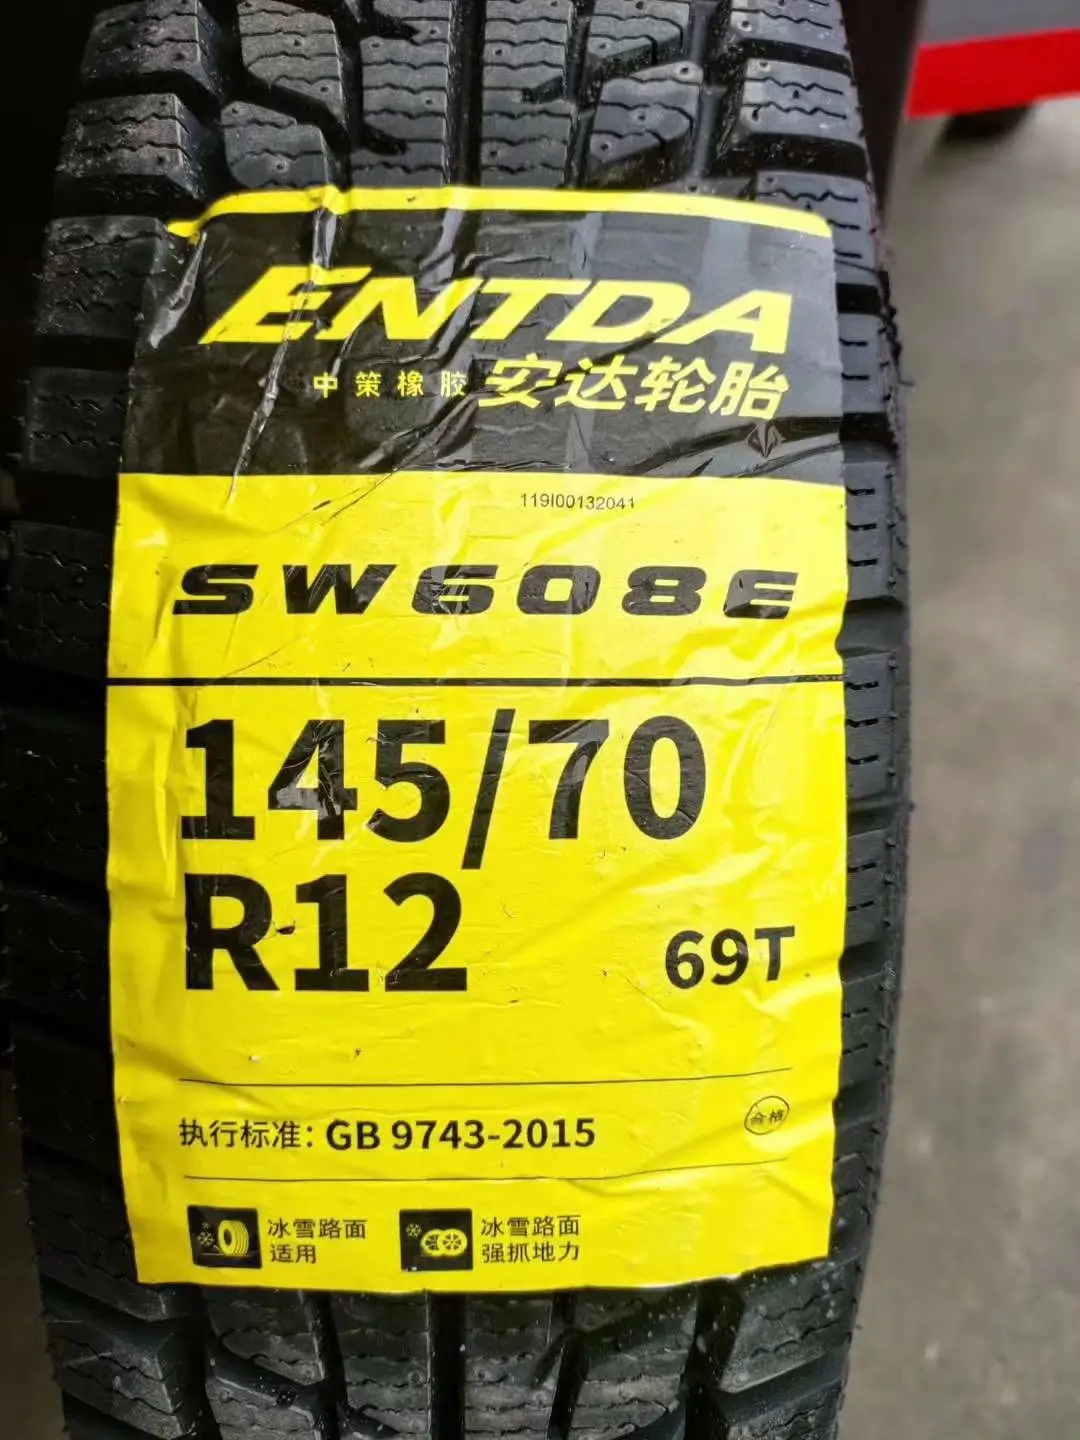 ENTDA
中策橡胶 安达轮胎
119I00132041
SW608E
145/70
R12 69T
执行标准：GB 9743-2015
合格
冰雪路面 冰雪路面
适用 强抓地力